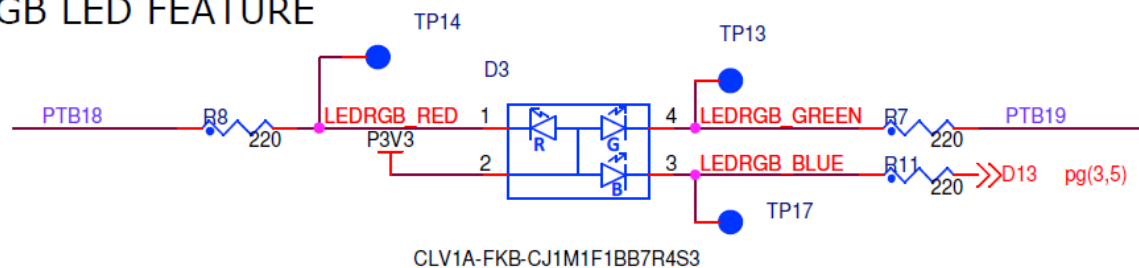 GB LED FEATURE
TP14
TP13
D3
PTB18
R8
220
LEDRGB_RED
1
4
LEDRGB_GREEN
R7
220
PTB19
P3V3
R
G
2
B
3
LEDRGB_BLUE
R11
220
D13
pg(3,5)
TP17
CLV1A-FKB-CJ1M1F1BB7R4S3